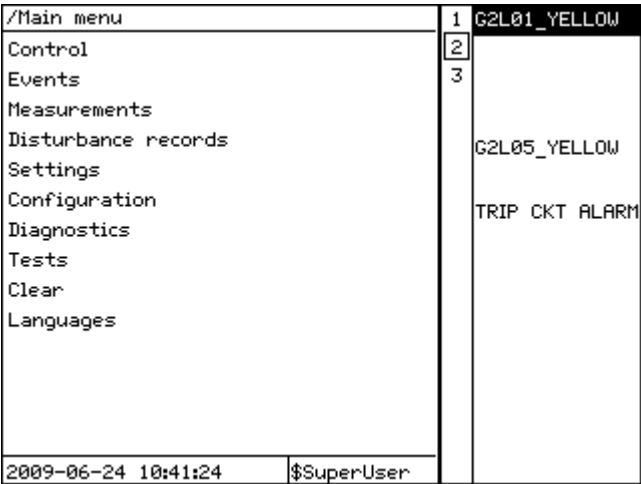 /Main menu
Control
Events
Measurements
Disturbance records
Settings
Configuration
Diagnostics
Tests
Clear
Languages
2009-06-24 10:41:24
$SuperUser
1
2
3
G2L01_YELLOW
G2L05_YELLOW
TRIP CKT ALARM